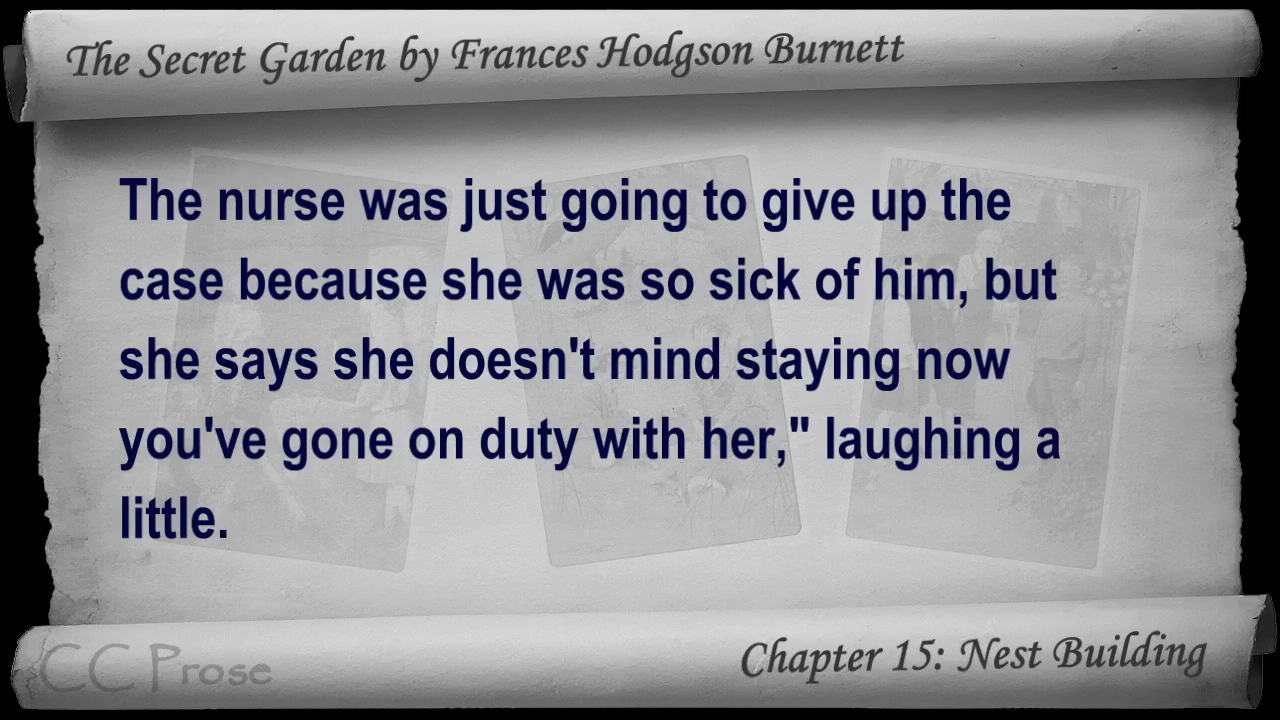 The Secret Garden by Frances Hodgson Burnett
The nurse was just going to give up the
case because she was so sick of him, but
she says she doesn't mind staying now
you've gone on duty with her," laughing a
little.
Chapter 15: Nest Building
CC Prose